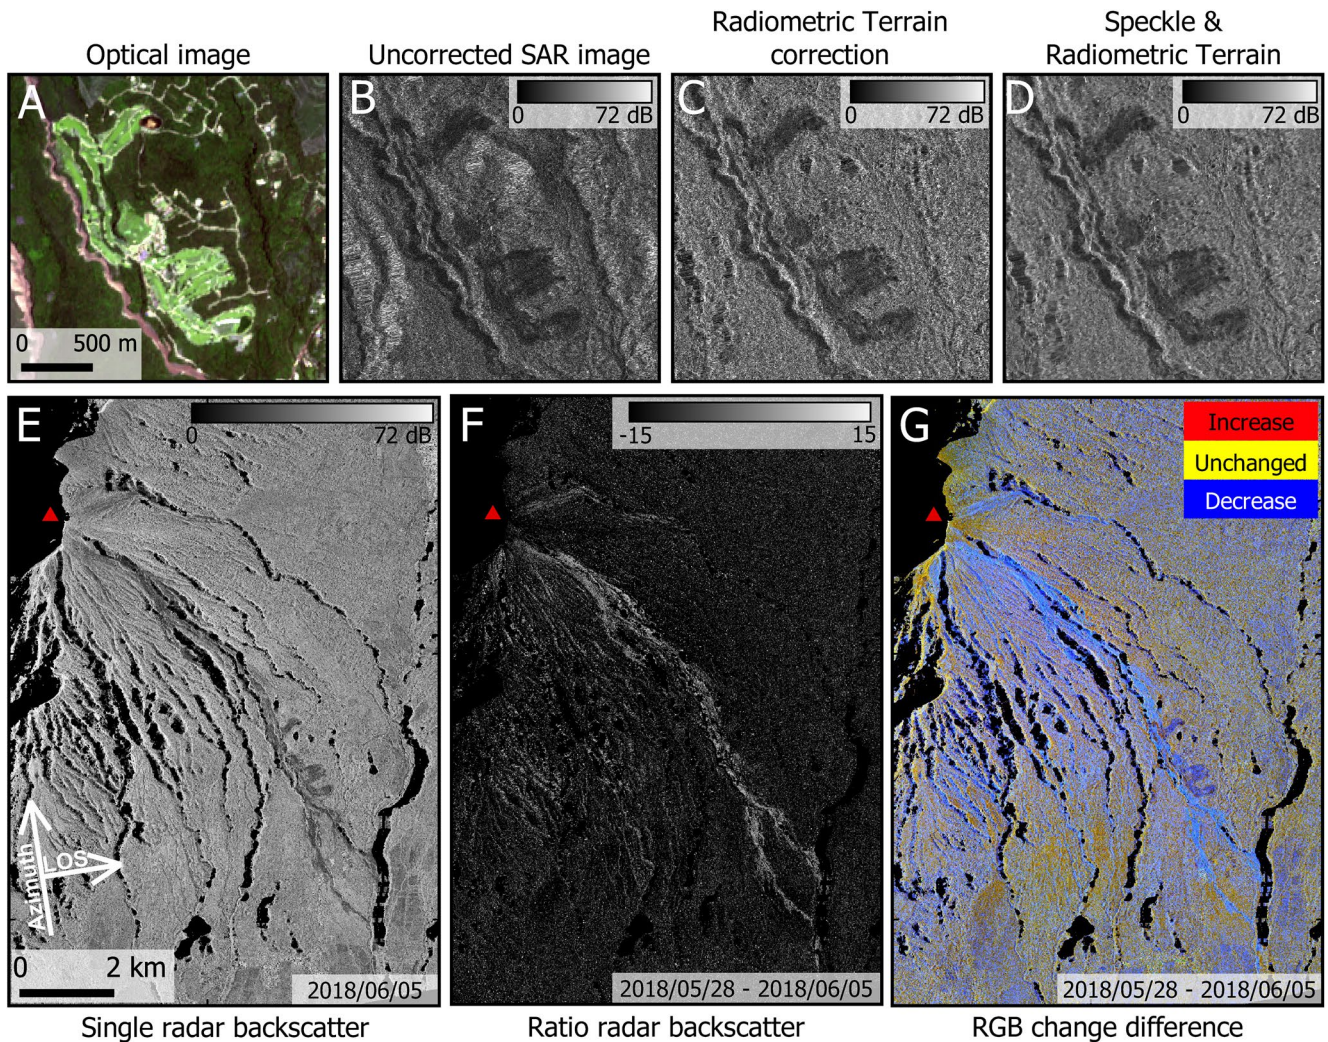 Optical image
Uncorrected SAR image
Radiometric Terrain
correction
Speckle &
Radiometric Terrain
A
0 500 m
B
0 72 dB
C
0 72 dB
D
0 72 dB
E
0 72 dB
Azimuth
LOS
0 2 km
2018/06/05
F
-15 15
2018/05/28 - 2018/06/05
G
Increase
Unchanged
Decrease
2018/05/28 - 2018/06/05
Single radar backscatter
Ratio radar backscatter
RGB change difference